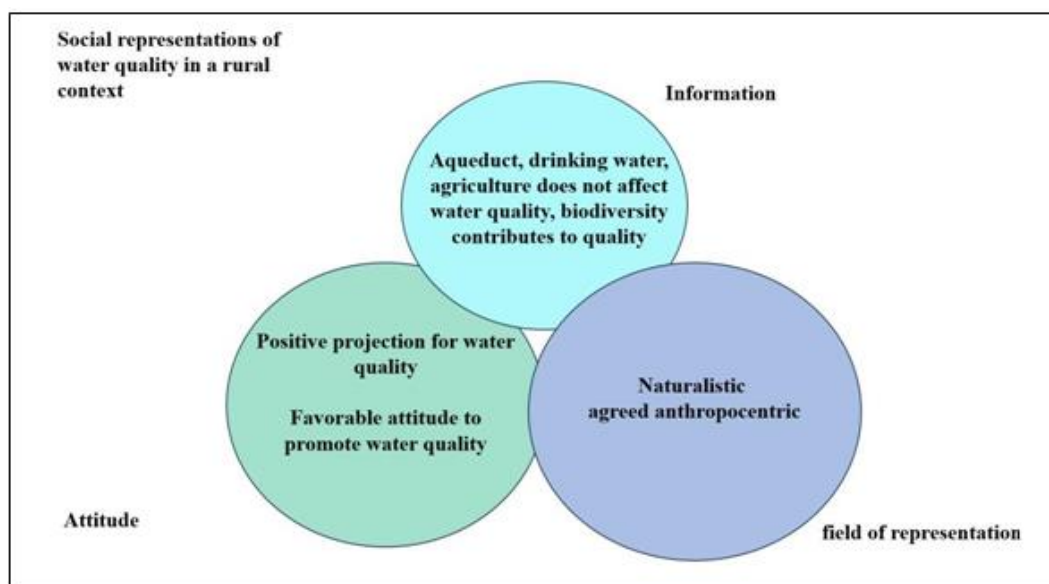 Social representations of
water quality in a rural
context
Information
Aqueduct, drinking water,
agriculture does not affect
water quality, biodiversity
contributes to quality
Positive projection for water
quality
Favorable attitude to
promote water quality
Naturalistic
agreed anthropocentric
Attitude
field of representation